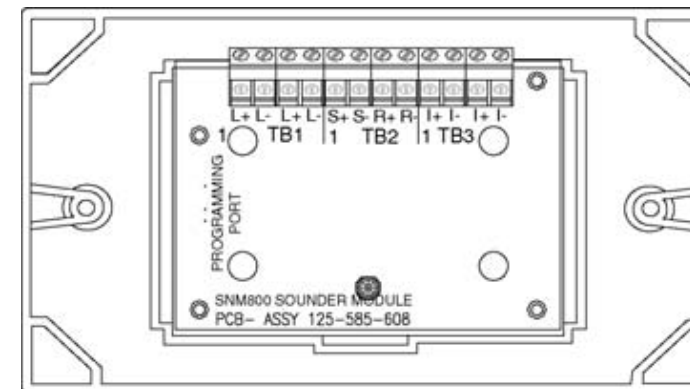 L+ L- L+ L- S+ S- R+ R- I+ I- I+ I-
1 TB1 1 TB2 1 TB3
PROGRAMMING
PORT
SNM800 SOUNDER MODULE
PCB- ASSY 125-585-608